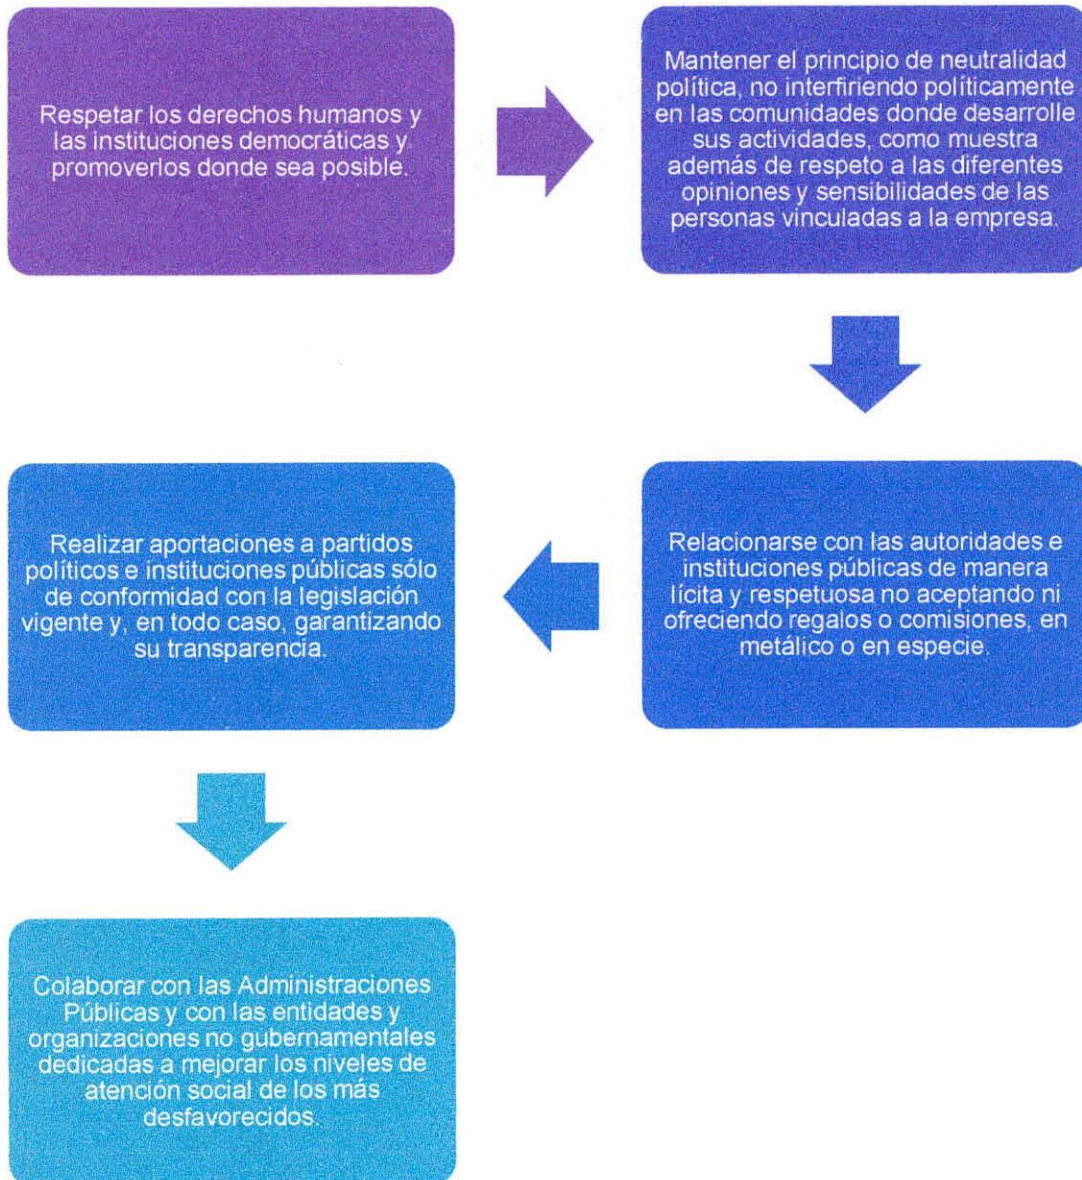 Respetar los derechos humanos y
las instituciones democráticas y
promoverlos donde sea posible.
Mantener el principio de neutralidad
política, no interfiriendo políticamente
en las comunidades donde desarrolle
sus actividades, como muestra
además de respeto a las diferentes
opiniones y sensibilidades de las
personas vinculadas a la empresa.
Relacionarse con las autoridades e
instituciones públicas de manera
lícita y respetuosa no aceptando ni
ofreciendo regalos o comisiones, en
metálico o en especie.
Realizar aportaciones a partidos
políticos e instituciones públicas sólo
de conformidad con la legislación
vigente y, en todo caso, garantizando
su transparencia.
Colaborar con las Administraciones
Públicas y con las entidades y
organizaciones no gubernamentales
dedicadas a mejorar los niveles de
atención social de los más
desfavorecidos.